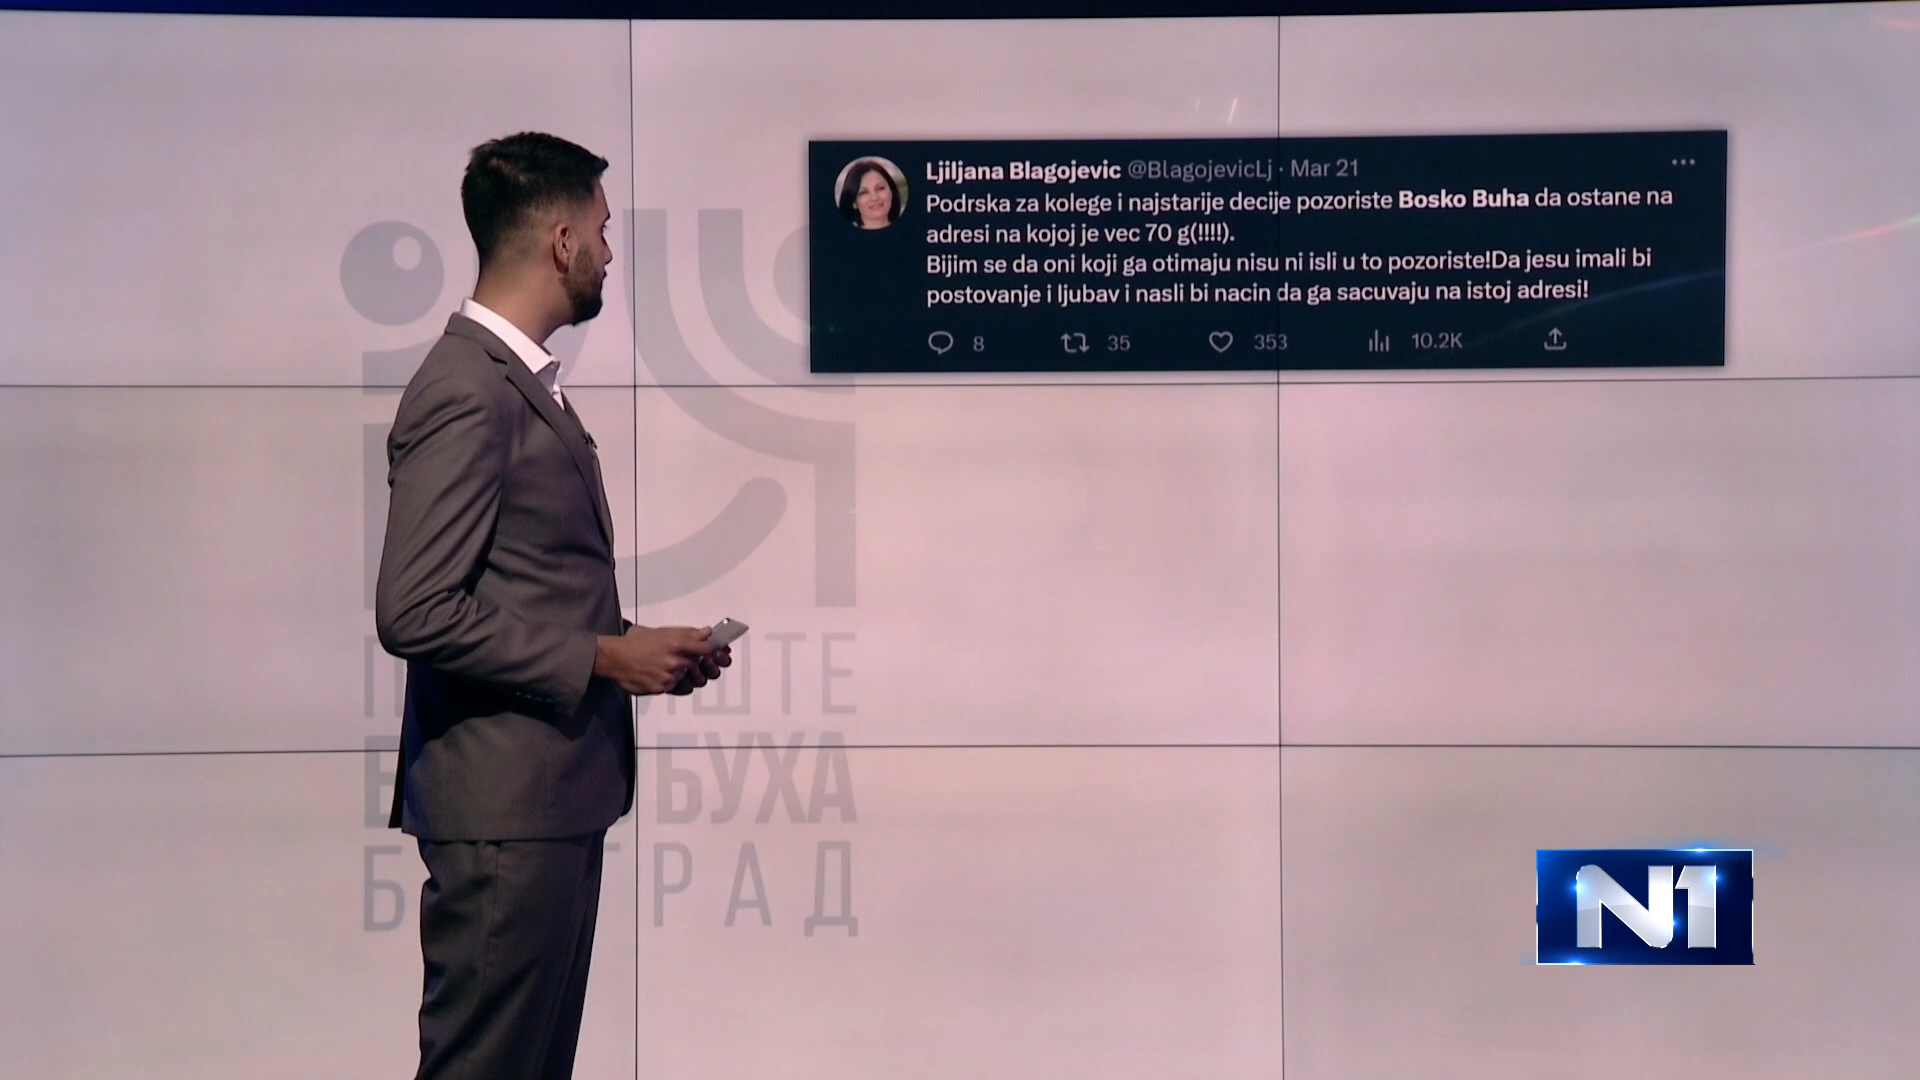 Ljiljana Blagojevic @BlagojevicLj · Mar 21
Podrska za kolege i najstarije decije pozoriste Bosko Buha da ostane na
adresi na kojoj je vec 70 g(!!!!).
Bijim se da oni koji ga otimaju nisu ni isli u to pozoriste!Da jesu imali bi
postovanje i ljubav i nasli bi nacin da ga sacuvaju na istoj adresi!
8 35 353 10.2K
БУХА
N1